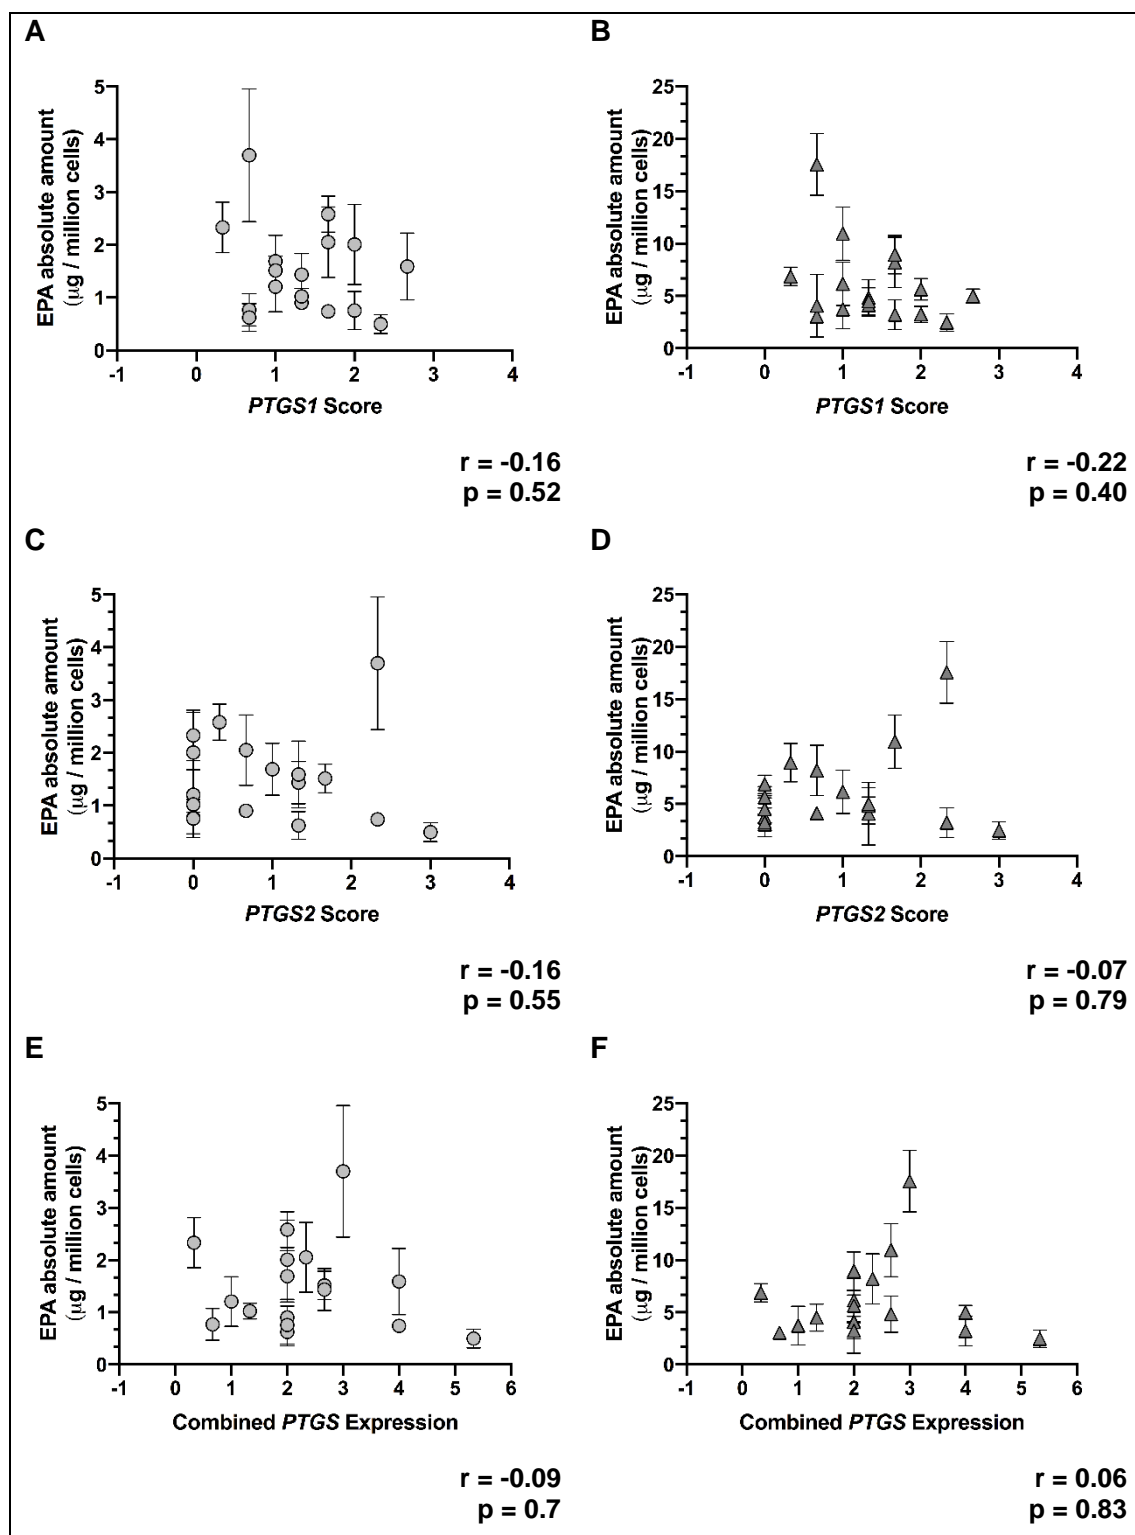 A
EPA absolute amount
(µg / million cells)
5
4
3
2
1
0
-1
0
1
2
3
4
PTGS1 Score
r = -0.16
p = 0.52
B
EPA absolute amount
(µg / million cells)
25
20
15
10
5
0
-1
0
1
2
3
4
PTGS1 Score
r = -0.22
p = 0.40
C
EPA absolute amount
(µg / million cells)
5
4
3
2
1
0
-1
0
1
2
3
4
PTGS2 Score
r = -0.16
p = 0.55
D
EPA absolute amount
(µg / million cells)
25
20
15
10
5
0
-1
0
1
2
3
4
PTGS2 Score
r = -0.07
p = 0.79
E
EPA absolute amount
(µg / million cells)
5
4
3
2
1
0
-1
0
1
2
3
4
5
6
Combined PTGS Expression
r = -0.09
p = 0.7
F
EPA absolute amount
(µg / million cells)
25
20
15
10
5
0
-1
0
1
2
3
4
5
6
Combined PTGS Expression
r = 0.06
p = 0.83